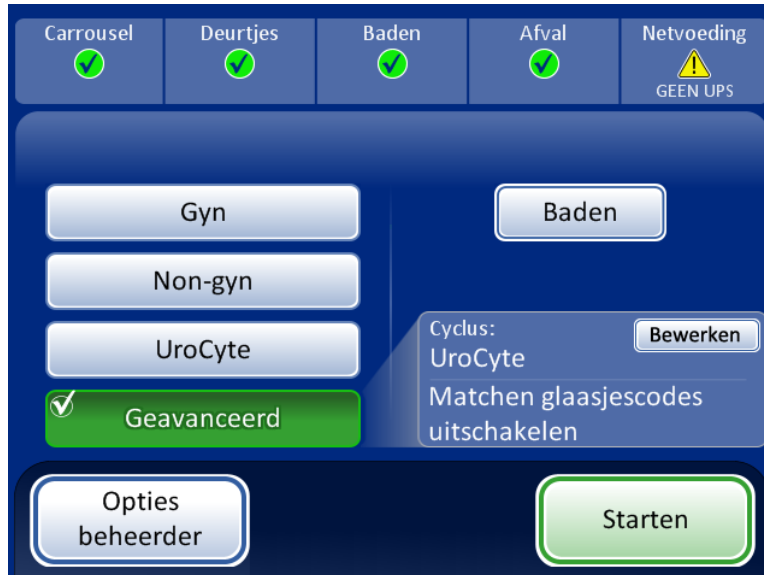 Carrousel
Deurtjes
Baden
Afval
Netvoeding
GEEN UPS
Gyn
Baden
Non-gyn
UroCyte
Geavanceerd
Cyclus:
Bewerken
UroCyte
Matchen glaasjescodes
uitschakelen
Opties
beheerder
Starten